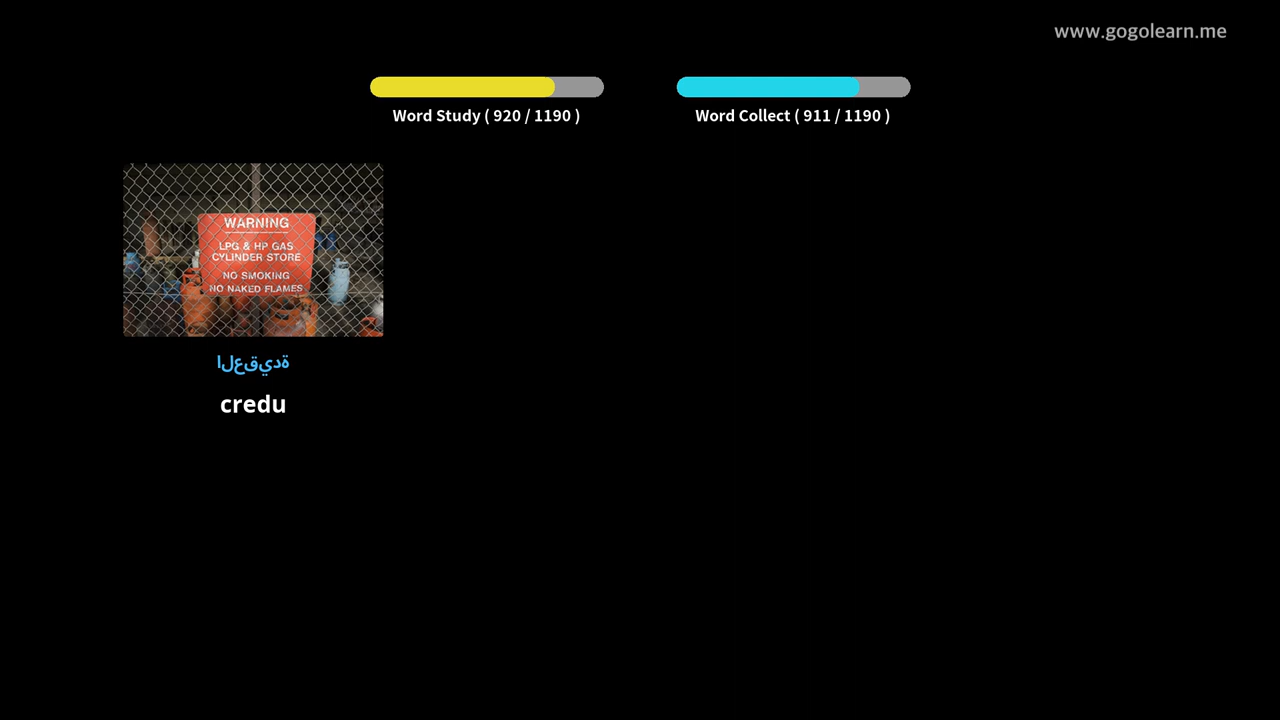 www.gogolearn.me
Word Study ( 920 / 1190 )
Word Collect ( 911 / 1190 )
WARNING
LPG & HP GAS
CYLINDER STORE
NO SMOKING
NO NAKED FLAMES
العقيدة
credu